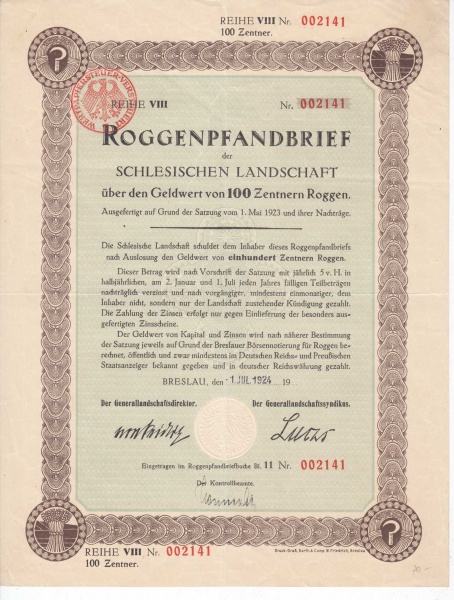 REIHE VIII Nr. 002141
100 Zentner.
WERTPAPIERSTEUER VERSTEUERT
REIHE VIII Nr. 002141
ROGGENPFANDBRIEF
der
SCHLESISCHEN LANDSCHAFT
über den Geldwert von 100 Zentnern Roggen.
Ausgefertigt auf Grund der Satzung vom 1. Mai 1923 und ihrer Nachträge.
Die Schlesische Landschaft schuldet dem Inhaber dieses Roggenpfandbriefs
nach Auslosung den Geldwert von einhundert Zentnern Roggen.
Dieser Betrag wird nach Vorschrift der Satzung mit jährlich 5 v. H. in
halbjährlichen, am 2. Januar und 1. Juli jeden Jahres fälligen Teilbeträgen
nachträglich verzinst und nach vorgängiger, mindestens einmonatiger, dem
Inhaber nicht, sondern nur der Landschaft zustehender Kündigung gezahlt.
Die Zahlung der Zinsen erfolgt nur gegen Einlieferung der besonders aus-
gefertigten Zinsscheine.
Der Geldwert von Kapital und Zinsen wird nach näherer Bestimmung
der Satzung jeweils auf Grund der Breslauer Börsennotierung für Roggen be-
rechnet, öffentlich und zwar mindestens im Deutschen Reichs- und Preußischen
Staatsanzeiger bekannt gegeben und in deutscher Reichswährung gezahlt.
BRESLAU, den -1. JUL. 1924 19
Der Generallandschaftsdirektor. Der Generallandschaftssyndikus.
Eingetragen im Roggenpfandbriefbuche Bl. 11 Nr. 002141
Der Kontrollbeamte.
REIHE VIII Nr. 002141
100 Zentner.
Druck-Graß, Barth & Comp. W. Friedrich, Breslau